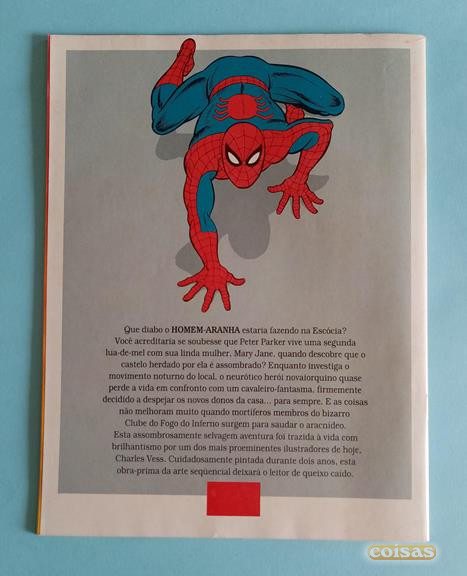 Que diabo o HOMEM-ARANHA estaria fazendo na Escócia?
Você acreditaria se soubesse que Peter Parker vive uma segunda
lua-de-mel com sua linda mulher, Mary Jane, quando descobre que o
castelo herdado por ela é assombrado? Enquanto investiga o
movimento noturno do local, o neurótico herói novaiorquino quase
perde a vida em confronto com um cavaleiro-fantasma, firmemente
decidido a despejar os novos donos da casa... para sempre. E as coisas
não melhoram muito quando mortíferos membros do bizarro
Clube do Fogo do Inferno surgem para saudar o aracnídeo.
Esta assombrosamente selvagem aventura foi trazida à vida com
brilhantismo por um dos mais proeminentes ilustradores de hoje,
Charles Vess. Cuidadosamente pintada durante dois anos, esta
obra-prima da arte seqüencial deixará o leitor de queixo caído.
coisas